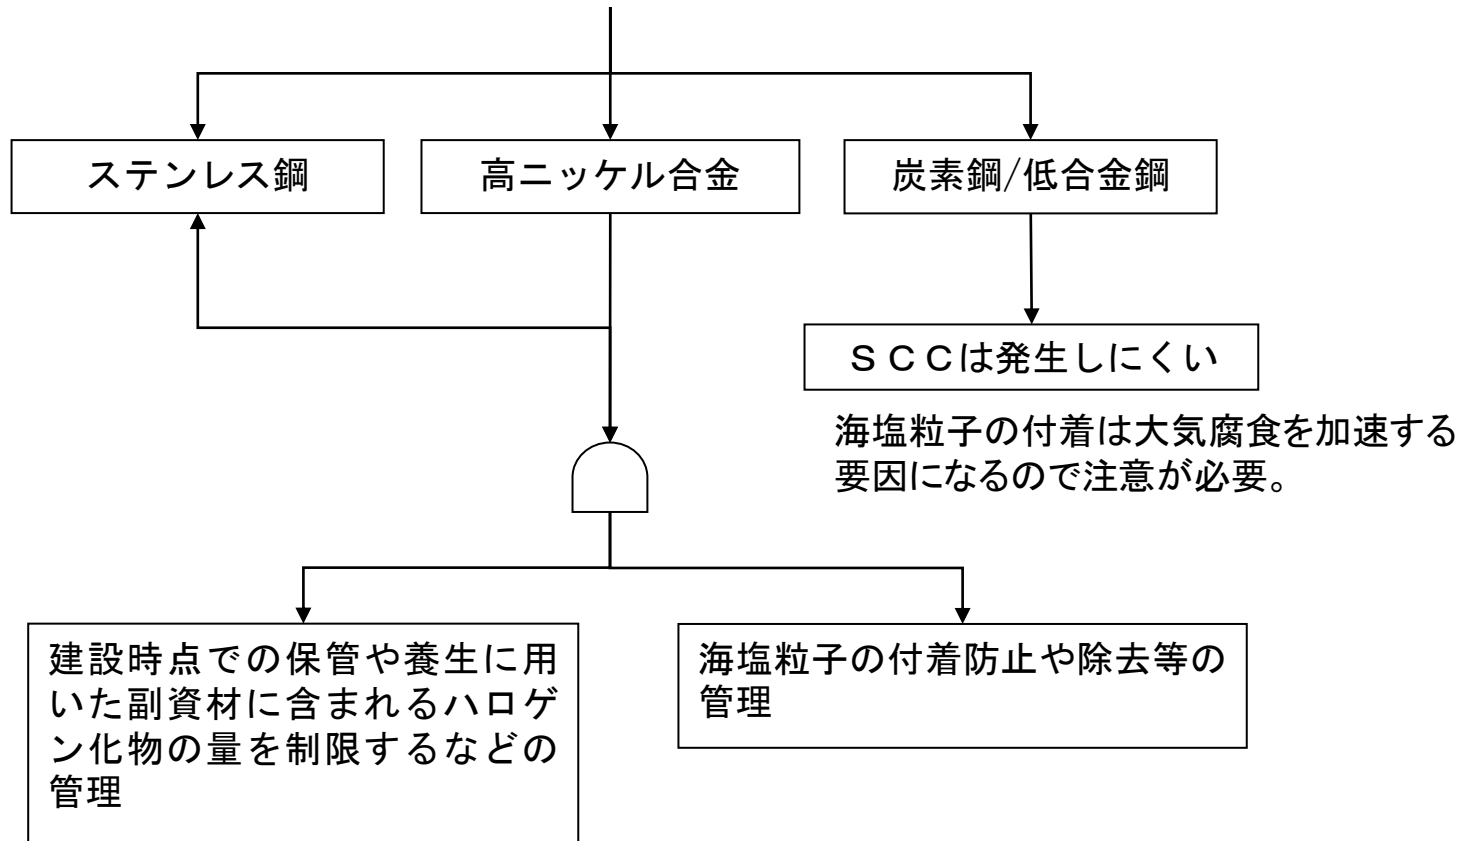 ステンレス鋼
高ニッケル合金
炭素鋼/低合金鋼
ＳＣＣは発生しにくい
海塩粒子の付着は大気腐食を加速する
要因になるので注意が必要。
建設時点での保管や養生に用
いた副資材に含まれるハロゲ
ン化物の量を制限するなどの
管理
海塩粒子の付着防止や除去等の
管理